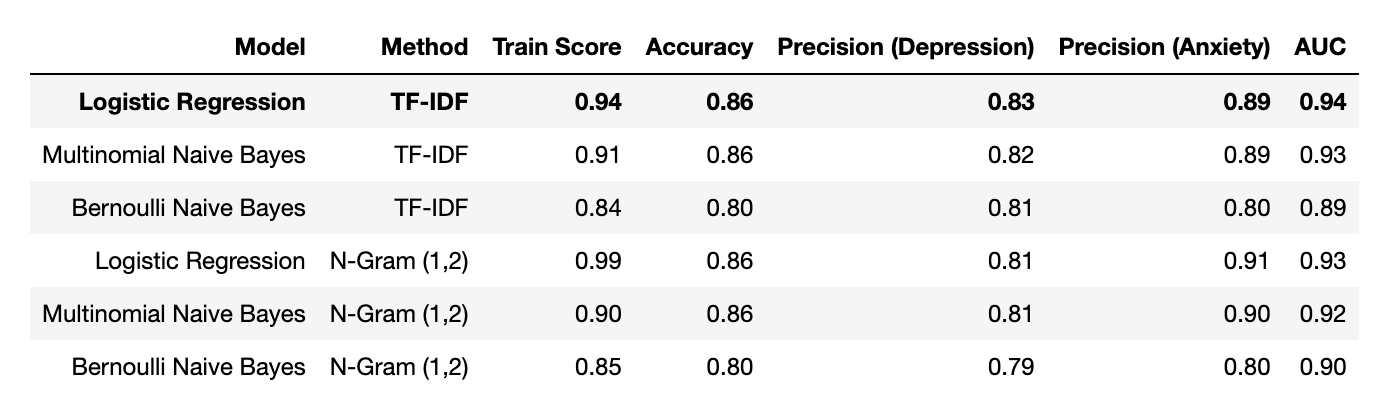 Model Method Train Score Accuracy Precision (Depression) Precision (Anxiety) AUC
Logistic Regression TF-IDF 0.94 0.86 0.83 0.89 0.94
Multinomial Naive Bayes TF-IDF 0.91 0.86 0.82 0.89 0.93
Bernoulli Naive Bayes TF-IDF 0.84 0.80 0.81 0.80 0.89
Logistic Regression N-Gram (1,2) 0.99 0.86 0.81 0.91 0.93
Multinomial Naive Bayes N-Gram (1,2) 0.90 0.86 0.81 0.90 0.92
Bernoulli Naive Bayes N-Gram (1,2) 0.85 0.80 0.79 0.80 0.90